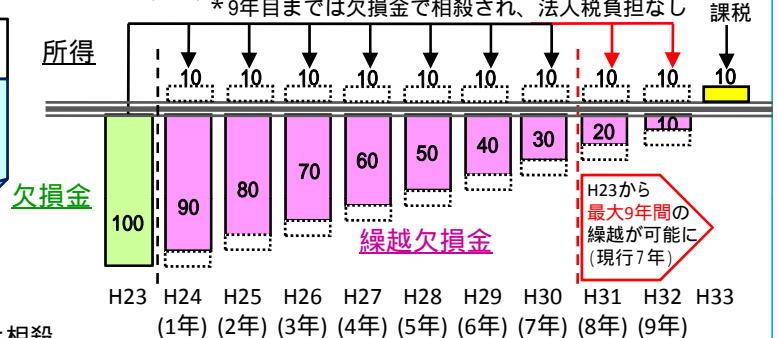 *9年目までは欠損金で相殺され、法人税負担なし
課税
所得
10 10 10 10 10 10 10 10 10 10
100 90 80 70 60 50 40 30 20 10
欠損金
繰越欠損金
H23から
最大9年間の
繰越が可能に
(現行7年)
H23 H24 H25 H26 H27 H28 H29 H30 H31 H32 H33
(1年) (2年) (3年) (4年) (5年) (6年) (7年) (8年) (9年)
相殺